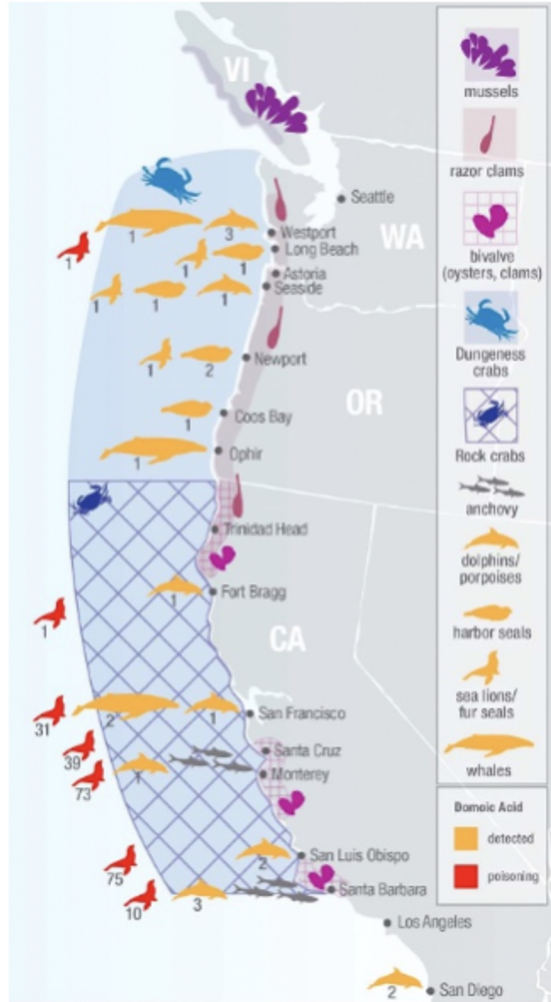 VI
Seattle
WA
1
3
Westport
1
1
1
Long Beach
Astoria
1
1
1
Seaside
1
2
Newport
OR
1
Coos Bay
1
Ophir
Trinidad Head
1
Fort Bragg
1
CA
31
2
1
San Francisco
39
Santa Cruz
73
1
Monterey
2
San Luis Obispo
75
10
3
Santa Barbara
Los Angeles
2
San Diego
mussels
razor clams
bivalve
(oysters, clams)
Dungeness
crabs
Rock crabs
anchovy
dolphins/
porpoises
harbor seals
sea lions/
fur seals
whales
Domoic Acid
detected
poisoning